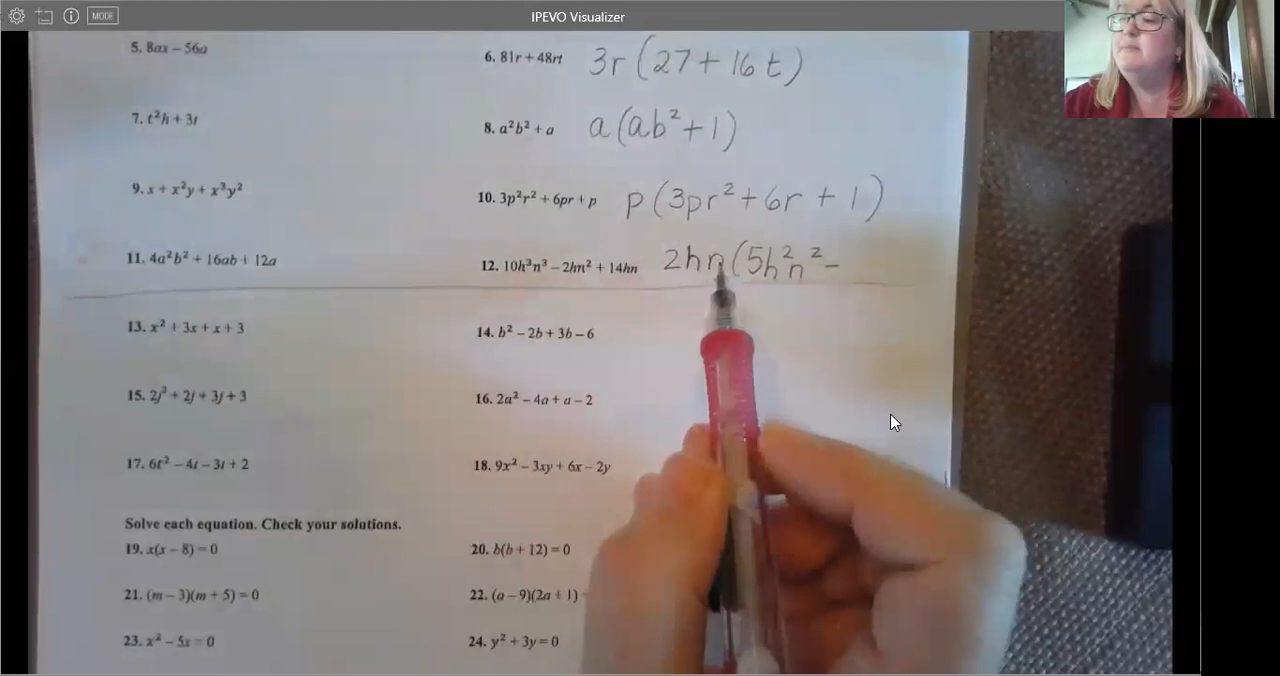 MODE
IPEVO Visualizer
5. 8ax − 56a
6. 81r + 48rt 3r(27 + 16t)
7. t²h + 3t
8. a²b² + a a(ab² + 1)
9. x + x²y + x³y²
10. 3p²r² + 6pr + p p(3pr² + 6r + 1)
11. 4a²b² + 16ab + 12a
12. 10h³n³ − 2hn² + 14hn 2hn(5h²n² −
13. x² + 3x + x + 3
14. b² − 2b + 3b − 6
15. 2j² + 2j + 3j + 3
16. 2a² − 4a + a − 2
17. 6t² − 4t − 3t + 2
18. 9x² − 3xy + 6x − 2y
Solve each equation. Check your solutions.
19. x(x − 8) = 0
20. b(b + 12) = 0
21. (m − 3)(m + 5) = 0
22. (a − 9)(2a + 1)
23. x² − 5x = 0
24. y² + 3y = 0